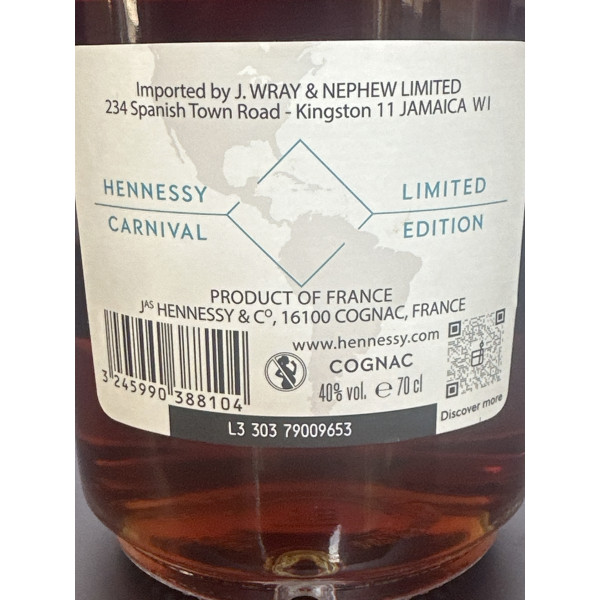 Imported by J. WRAY & NEPHEW LIMITED
234 Spanish Town Road - Kingston 11 JAMAICA W I
HENNESSY LIMITED
CARNIVAL EDITION
PRODUCT OF FRANCE
JAS HENNESSY & Cº, 16100 COGNAC, FRANCE
www.hennessy.com
COGNAC
40% vol. ℮ 70 cl
3 245990 388104
Discover more
L3 303 79009653